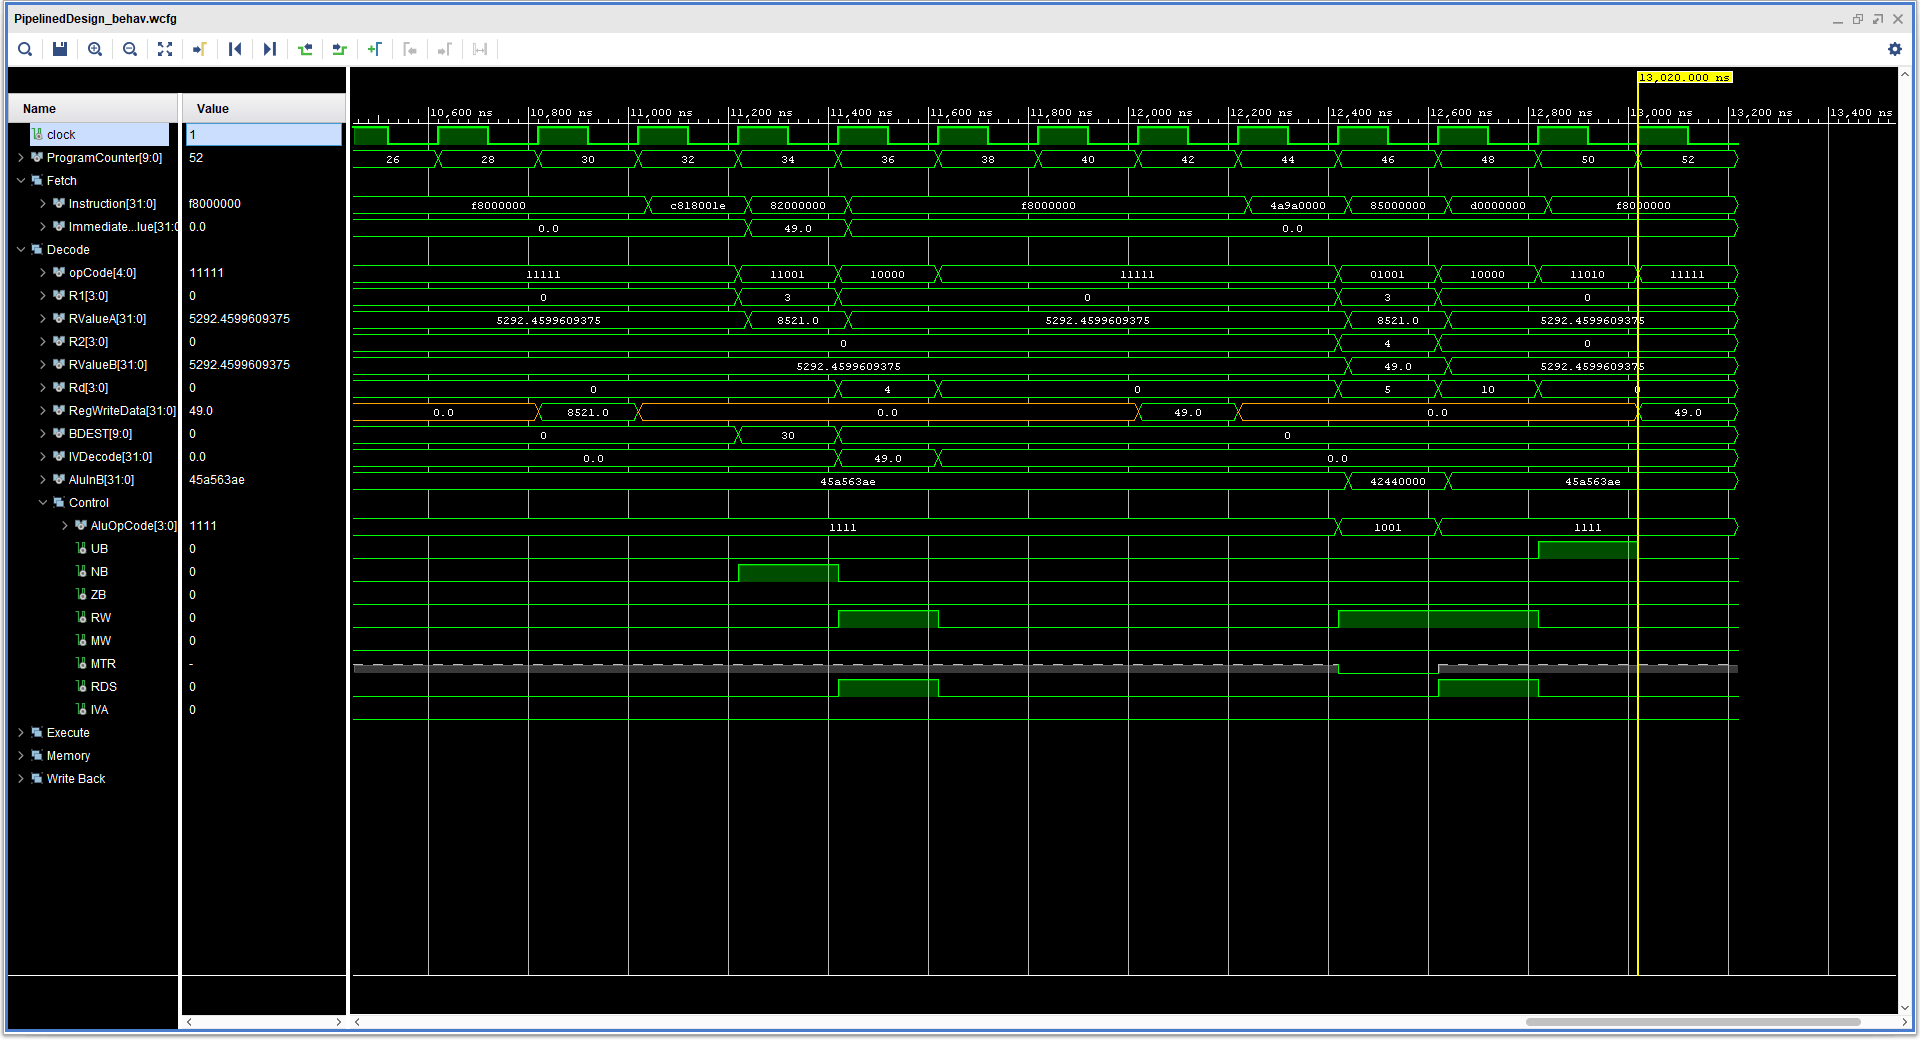 PipelinedDesign_behav.wcfg
13,020.000 ns
Name Value
10,600 ns 10,800 ns 11,000 ns 11,200 ns 11,400 ns 11,600 ns 11,800 ns 12,000 ns 12,200 ns 12,400 ns 12,600 ns 12,800 ns 13,000 ns 13,200 ns 13,400 ns
clock 1
ProgramCounter[9:0] 52 26 28 30 32 34 36 38 40 42 44 46 48 50 52
Fetch
Instruction[31:0] f8000000 f8000000 c818001e 82000000 f8000000 4a9a0000 85000000 d0000000 f8000000
Immediate...lue[31:0 0.0 0.0 49.0 0.0
Decode
opCode[4:0] 11111 11111 11001 10000 11111 01001 10000 11010 11111
R1[3:0] 0 0 3 0 3 0
RValueA[31:0] 5292.4599609375 5292.4599609375 8521.0 5292.4599609375 8521.0 5292.4599609375
R2[3:0] 0 0 4 0
RValueB[31:0] 5292.4599609375 5292.4599609375 49.0 5292.4599609375
Rd[3:0] 0 0 4 0 5 10 0
RegWriteData[31:0] 49.0 0.0 8521.0 0.0 49.0 0.0 49.0
BDEST[9:0] 0 0 30 0
IVDecode[31:0] 0.0 0.0 49.0 0.0
AluInB[31:0] 45a563ae 45a563ae 42440000 45a563ae
Control
AluOpCode[3:0] 1111 1111 1001 1111
UB 0
NB 0
ZB 0
RW 0
MW 0
MTR -
RDS 0
IVA 0
Execute
Memory
Write Back